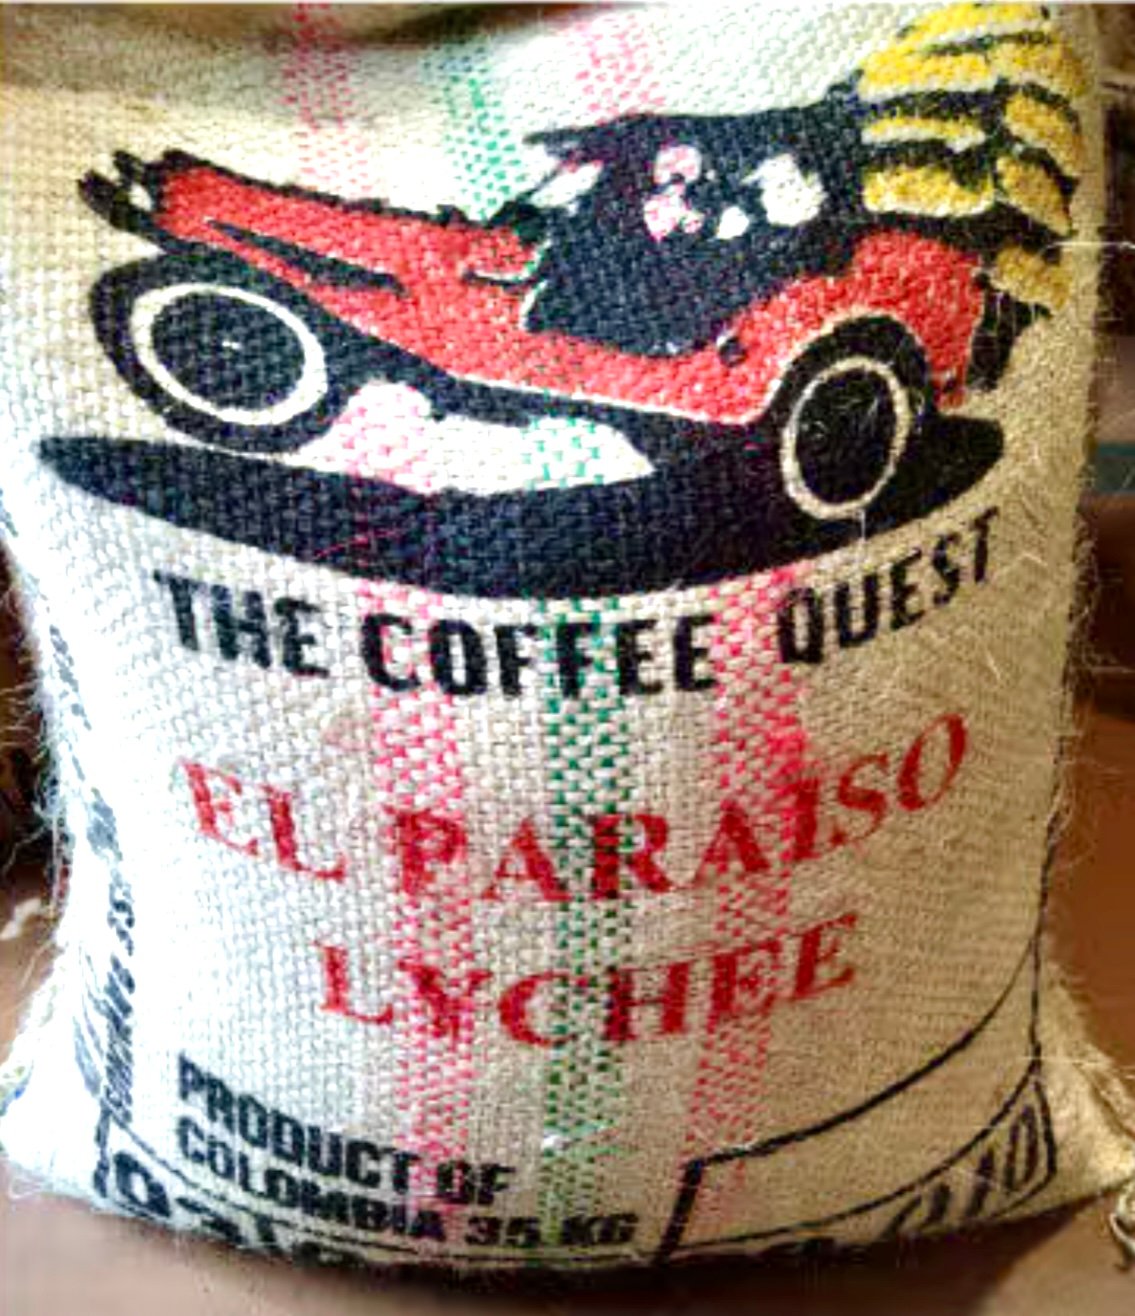 THE COFFEE QUEST
EL PARAISO
LYCHEE
PRODUCT OF
COLOMBIA 35 KG